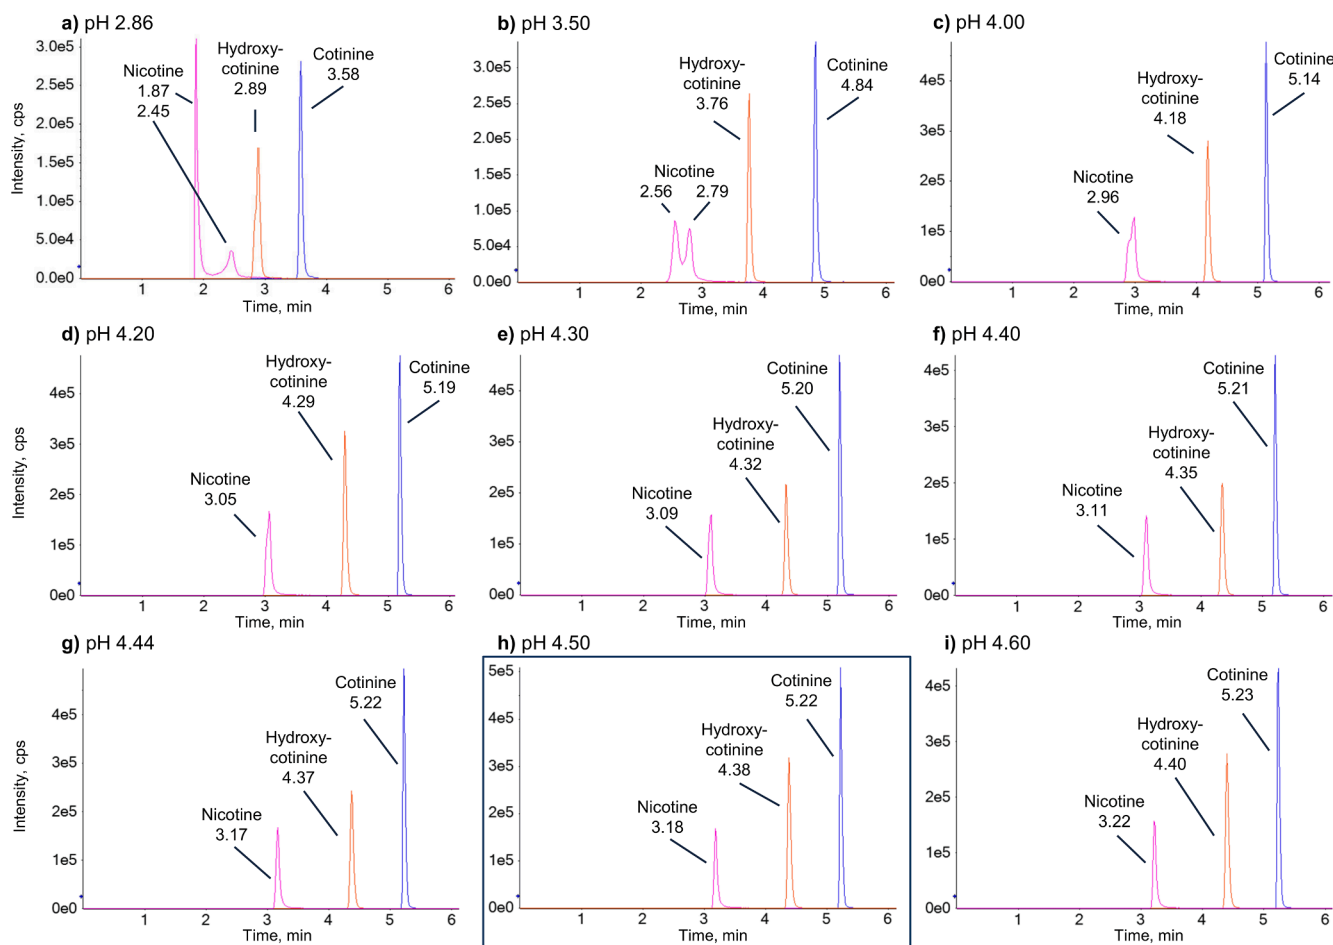 a) pH 2.86
Intensity, cps
3.0e5
2.5e5
2.0e5
1.5e5
1.0e5
5.0e4
0.0e0
Nicotine
1.87
2.45
Hydroxy-
cotinine
2.89
Cotinine
3.58
1 2 3 4 5 6
Time, min
b) pH 3.50
3.0e5
2.5e5
2.0e5
1.5e5
1.0e5
5.0e4
0.0e0
Nicotine
2.56 2.79
Hydroxy-
cotinine
3.76
Cotinine
4.84
1 2 3 4 5 6
Time, min
c) pH 4.00
4e5
3e5
2e5
1e5
0e0
Nicotine
2.96
Hydroxy-
cotinine
4.18
Cotinine
5.14
1 2 3 4 5 6
Time, min
d) pH 4.20
Intensity, cps
4e5
3e5
2e5
1e5
0e0
Nicotine
3.05
Hydroxy-
cotinine
4.29
Cotinine
5.19
1 2 3 4 5 6
Time, min
e) pH 4.30
4e5
3e5
2e5
1e5
0e0
Nicotine
3.09
Hydroxy-
cotinine
4.32
Cotinine
5.20
1 2 3 4 5 6
Time, min
f) pH 4.40
4e5
3e5
2e5
1e5
0e0
Nicotine
3.11
Hydroxy-
cotinine
4.35
Cotinine
5.21
1 2 3 4 5 6
Time, min
g) pH 4.44
Intensity, cps
4e5
3e5
2e5
1e5
0e0
Nicotine
3.17
Hydroxy-
cotinine
4.37
Cotinine
5.22
1 2 3 4 5 6
Time, min
h) pH 4.50
5e5
4e5
3e5
2e5
1e5
0e0
Nicotine
3.18
Hydroxy-
cotinine
4.38
Cotinine
5.22
1 2 3 4 5 6
Time, min
i) pH 4.60
4e5
3e5
2e5
1e5
0e0
Nicotine
3.22
Hydroxy-
cotinine
4.40
Cotinine
5.23
1 2 3 4 5 6
Time, min